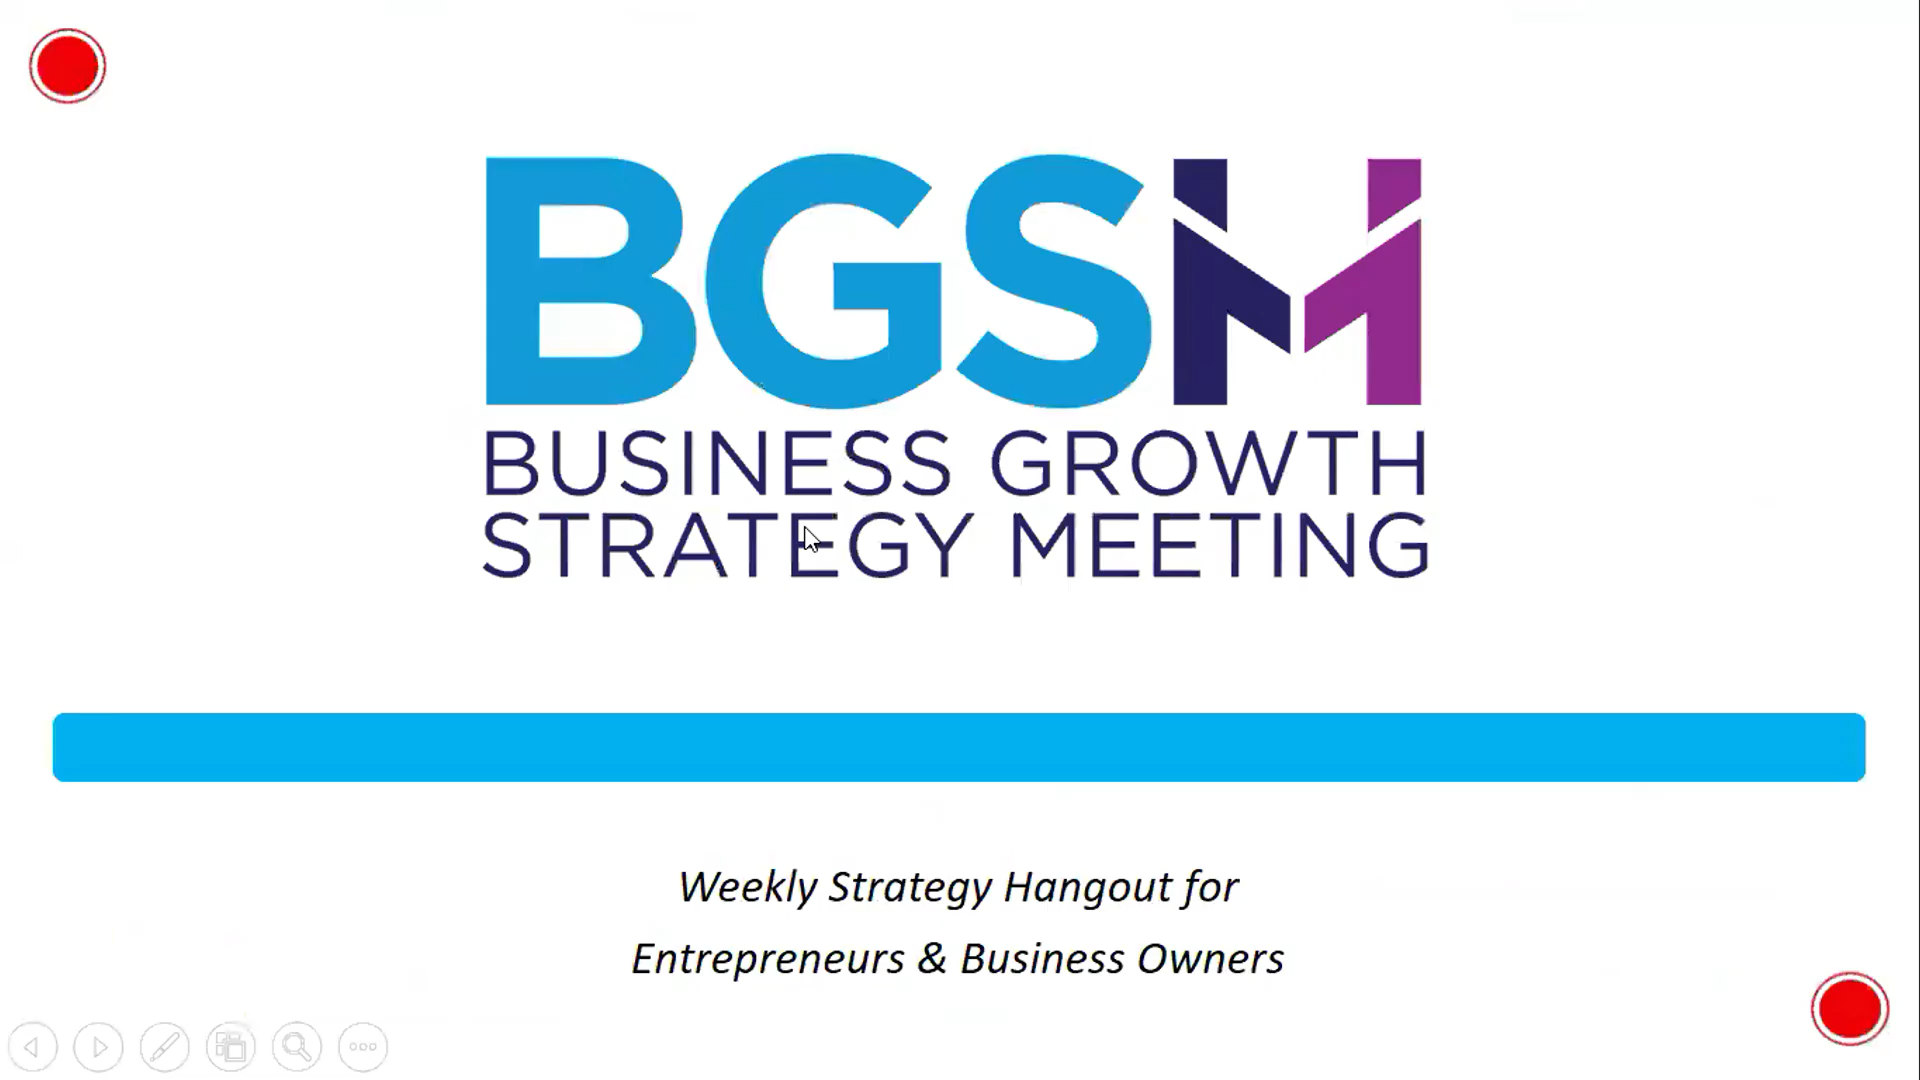 BGSM
BUSINESS GROWTH
STRATEGY MEETING
Weekly Strategy Hangout for
Entrepreneurs & Business Owners